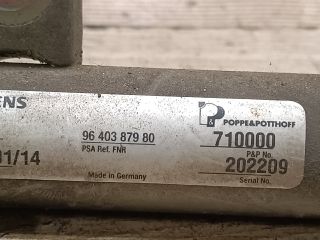 ENS
POPPE&POTTHOFF
96 403 879 80
710000
PSA Ref. FNR
P&P No.
01/14
202209
Made in Germany
Serial No.